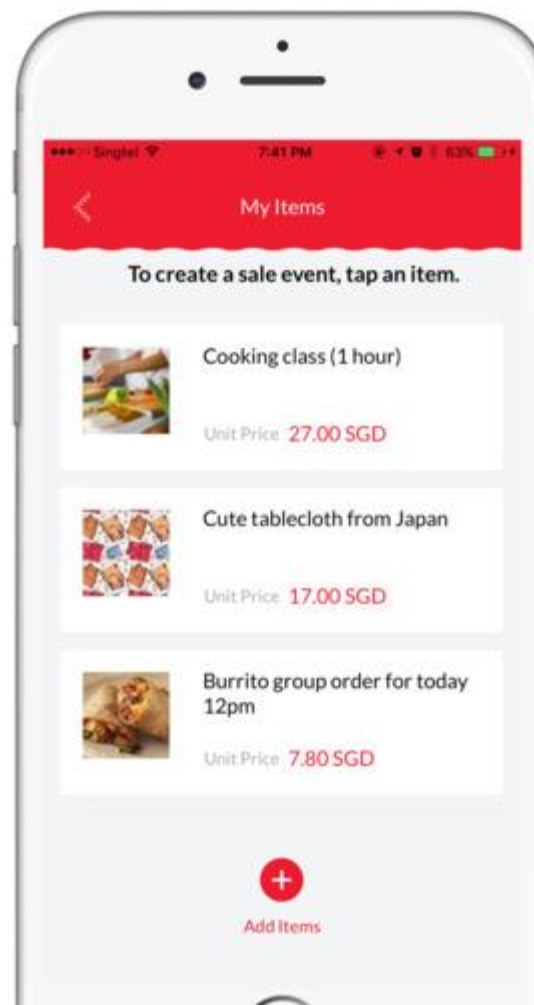 Singtel 7:41 PM 63%
My Items
To create a sale event, tap an item.
Cooking class (1 hour)
Unit Price 27.00 SGD
Cute tablecloth from Japan
Unit Price 17.00 SGD
Burrito group order for today
12pm
Unit Price 7.80 SGD
Add Items